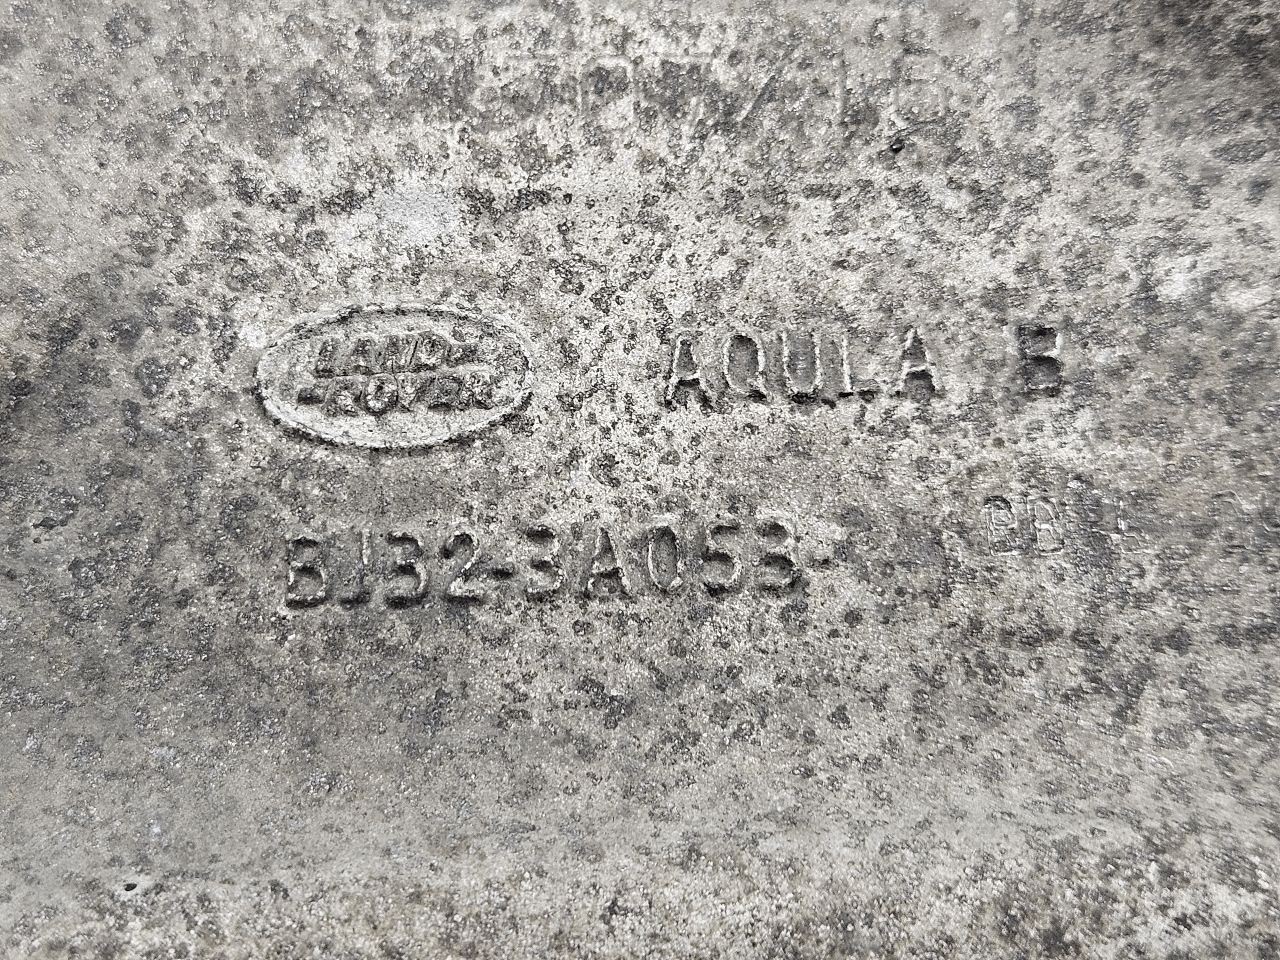 LAND-
-ROVER
AQULA B
BJ32-3A053-